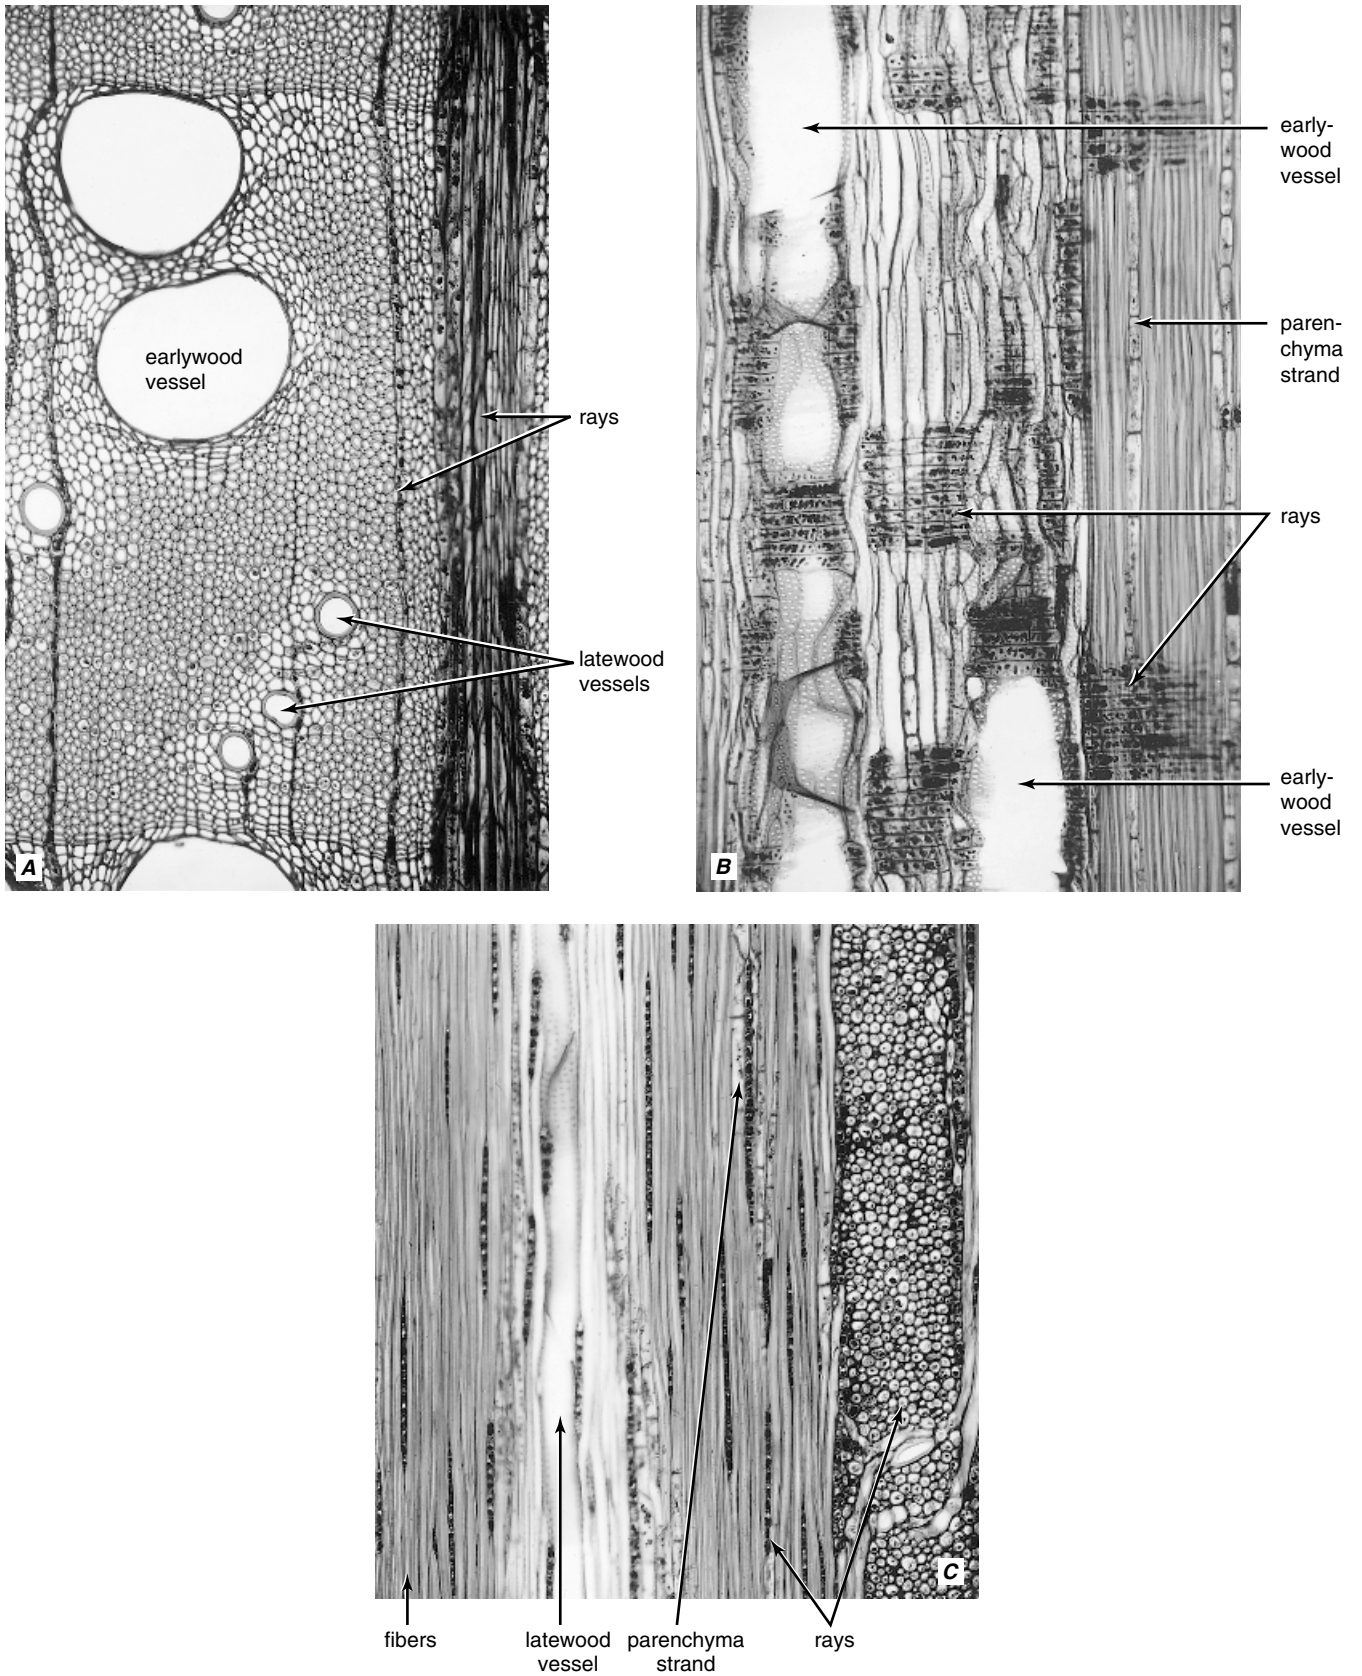 earlywood
vessel
rays
latewood
vessels
A
early-
wood
vessel
paren-
chyma
strand
rays
early-
wood
vessel
B
C
fibers
latewood
vessel
parenchyma
strand
rays